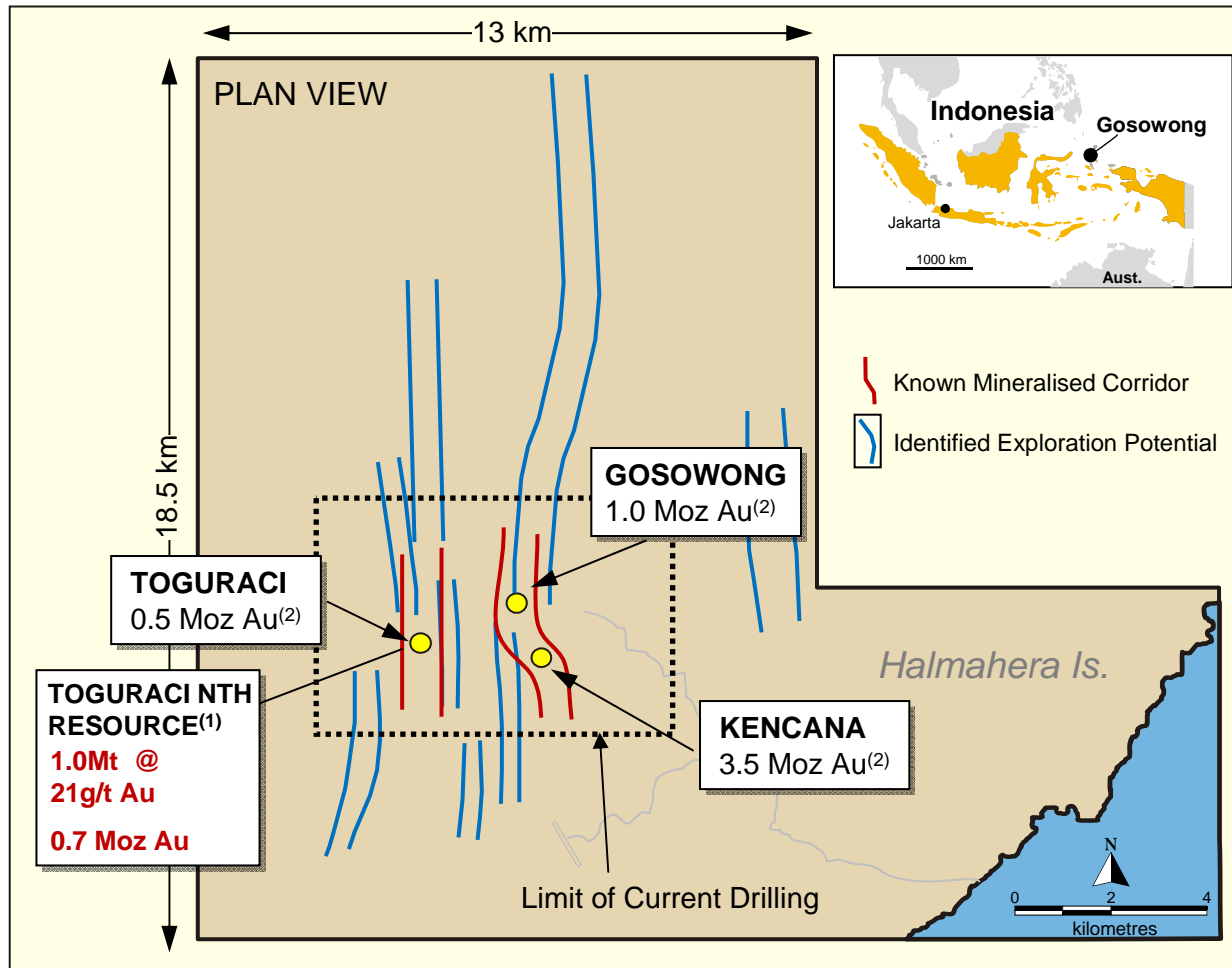 13 km
PLAN VIEW
18.5 km
Indonesia
Gosowong
Jakarta
1000 km
Aust.
Known Mineralised Corridor
Identified Exploration Potential
GOSOWONG
1.0 Moz Au(2)
TOGURACI
0.5 Moz Au(2)
TOGURACI NTH
RESOURCE(1)
1.0Mt @
21g/t Au
0.7 Moz Au
Halmahera Is.
KENCANA
3.5 Moz Au(2)
Limit of Current Drilling
N
0 2 4
kilometres